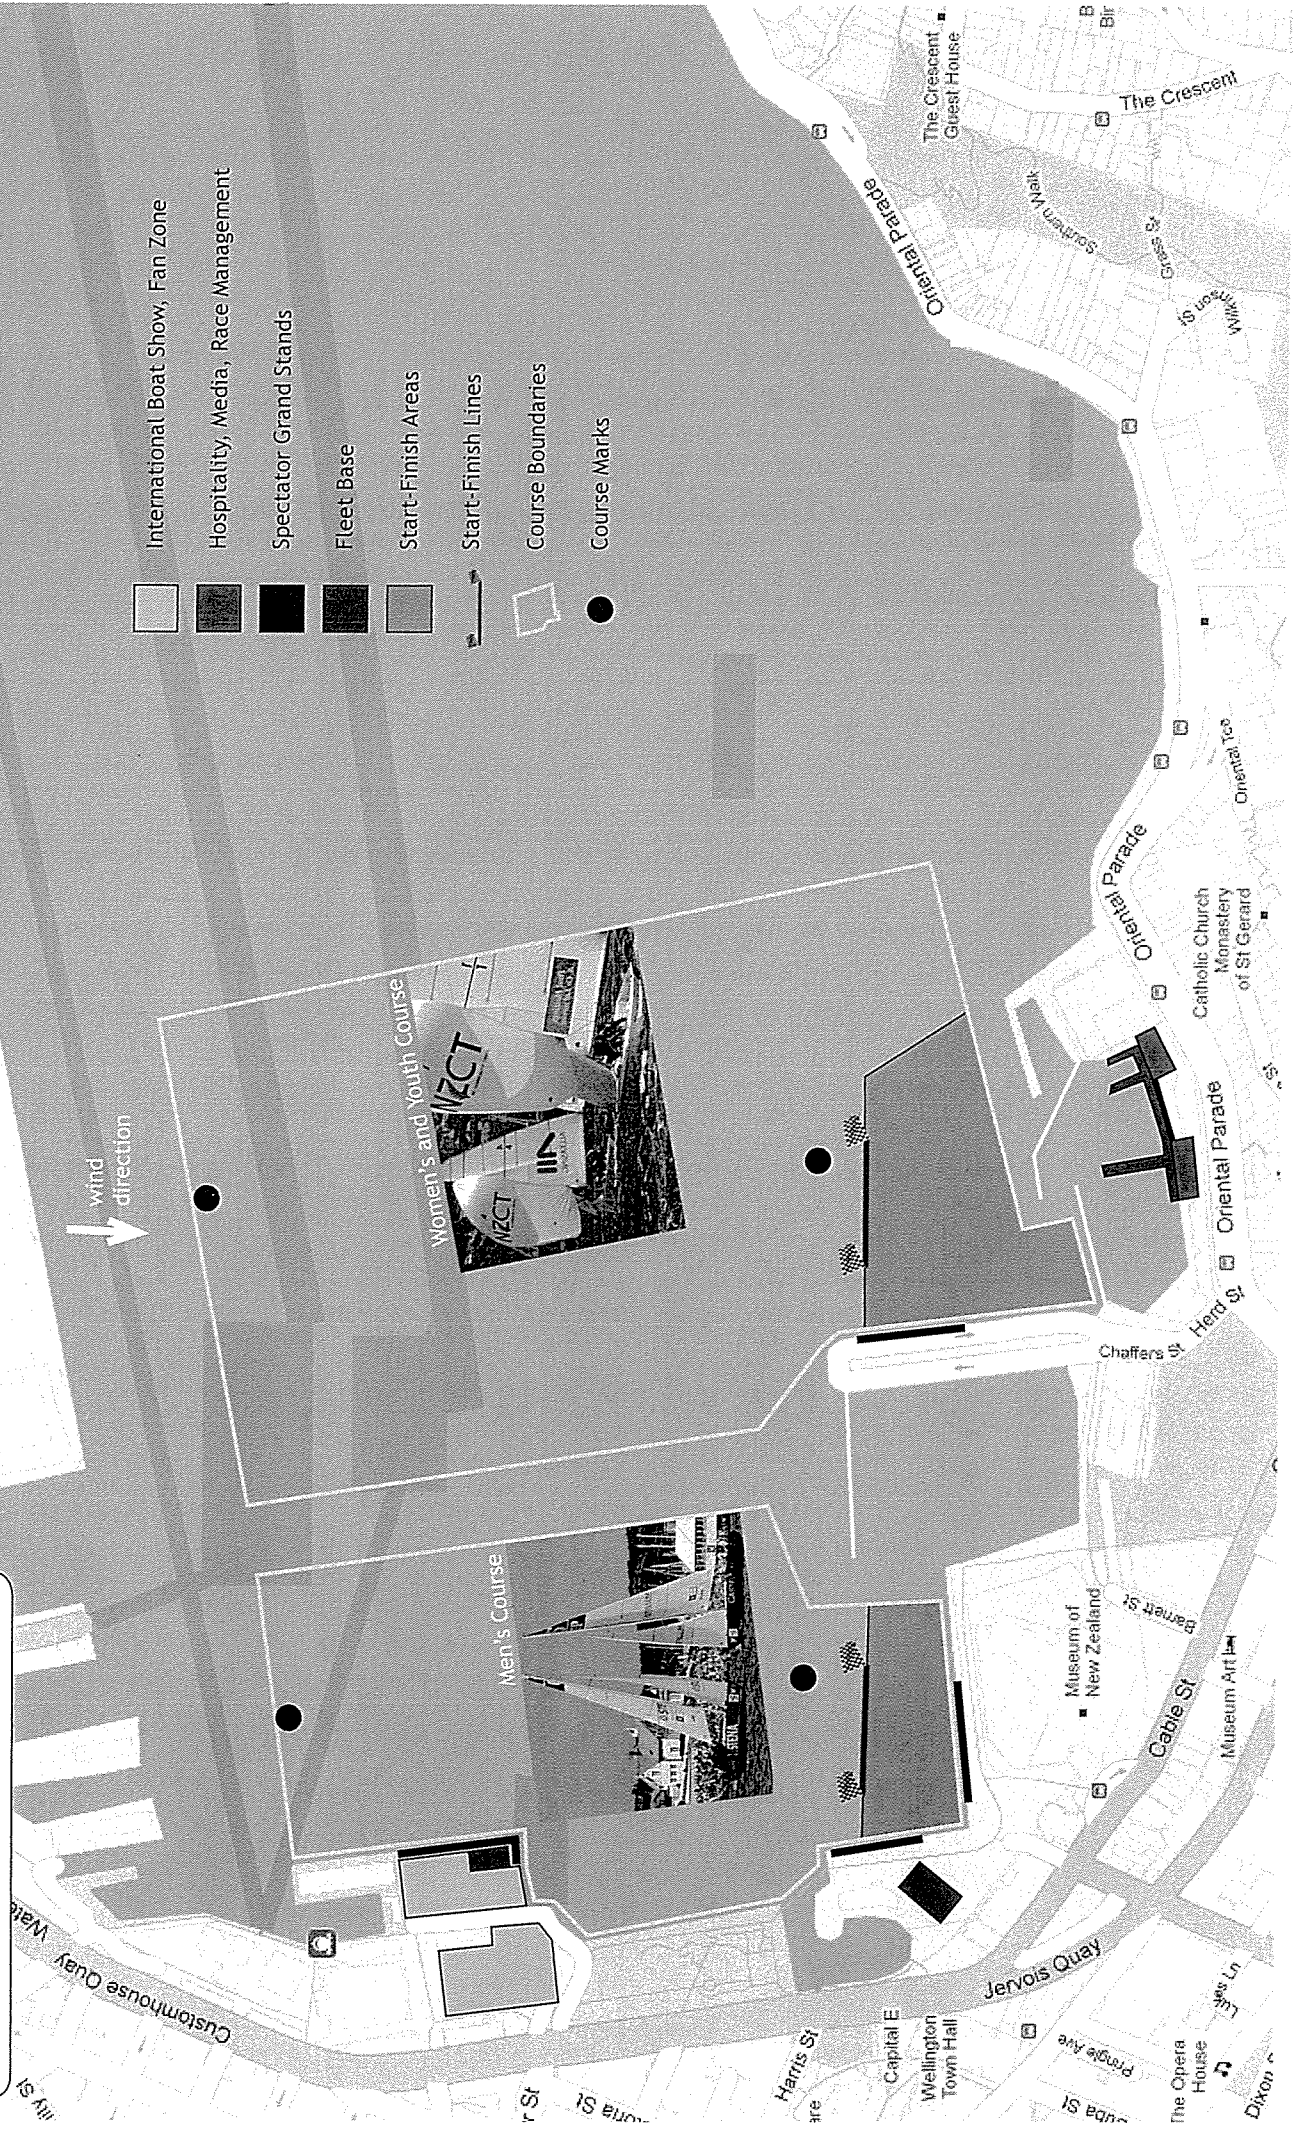 wind
direction
International Boat Show, Fan Zone
Hospitality, Media, Race Management
Spectator Grand Stands
Fleet Base
Start-Finish Areas
Start-Finish Lines
Course Boundaries
Course Marks
Women's and Youth Course
NZCT
NZCT
Men's Course
Customhouse Quay
Jervois Quay
Harris St
Capital E
Wellington
Town Hall
Pringle Ave
The Opera
House
Lukes Ln
Dixon
Cable St
Museum Art
Museum of
New Zealand
Barnett St
Chaffers St
Herd St
Oriental Parade
Catholic Church
Monastery
of St Gerard
Oriental Parade
Oriental Tce
Oriental Parade
Wilkinson St
Grass St
Southern Walk
The Crescent
Guest House
The Crescent